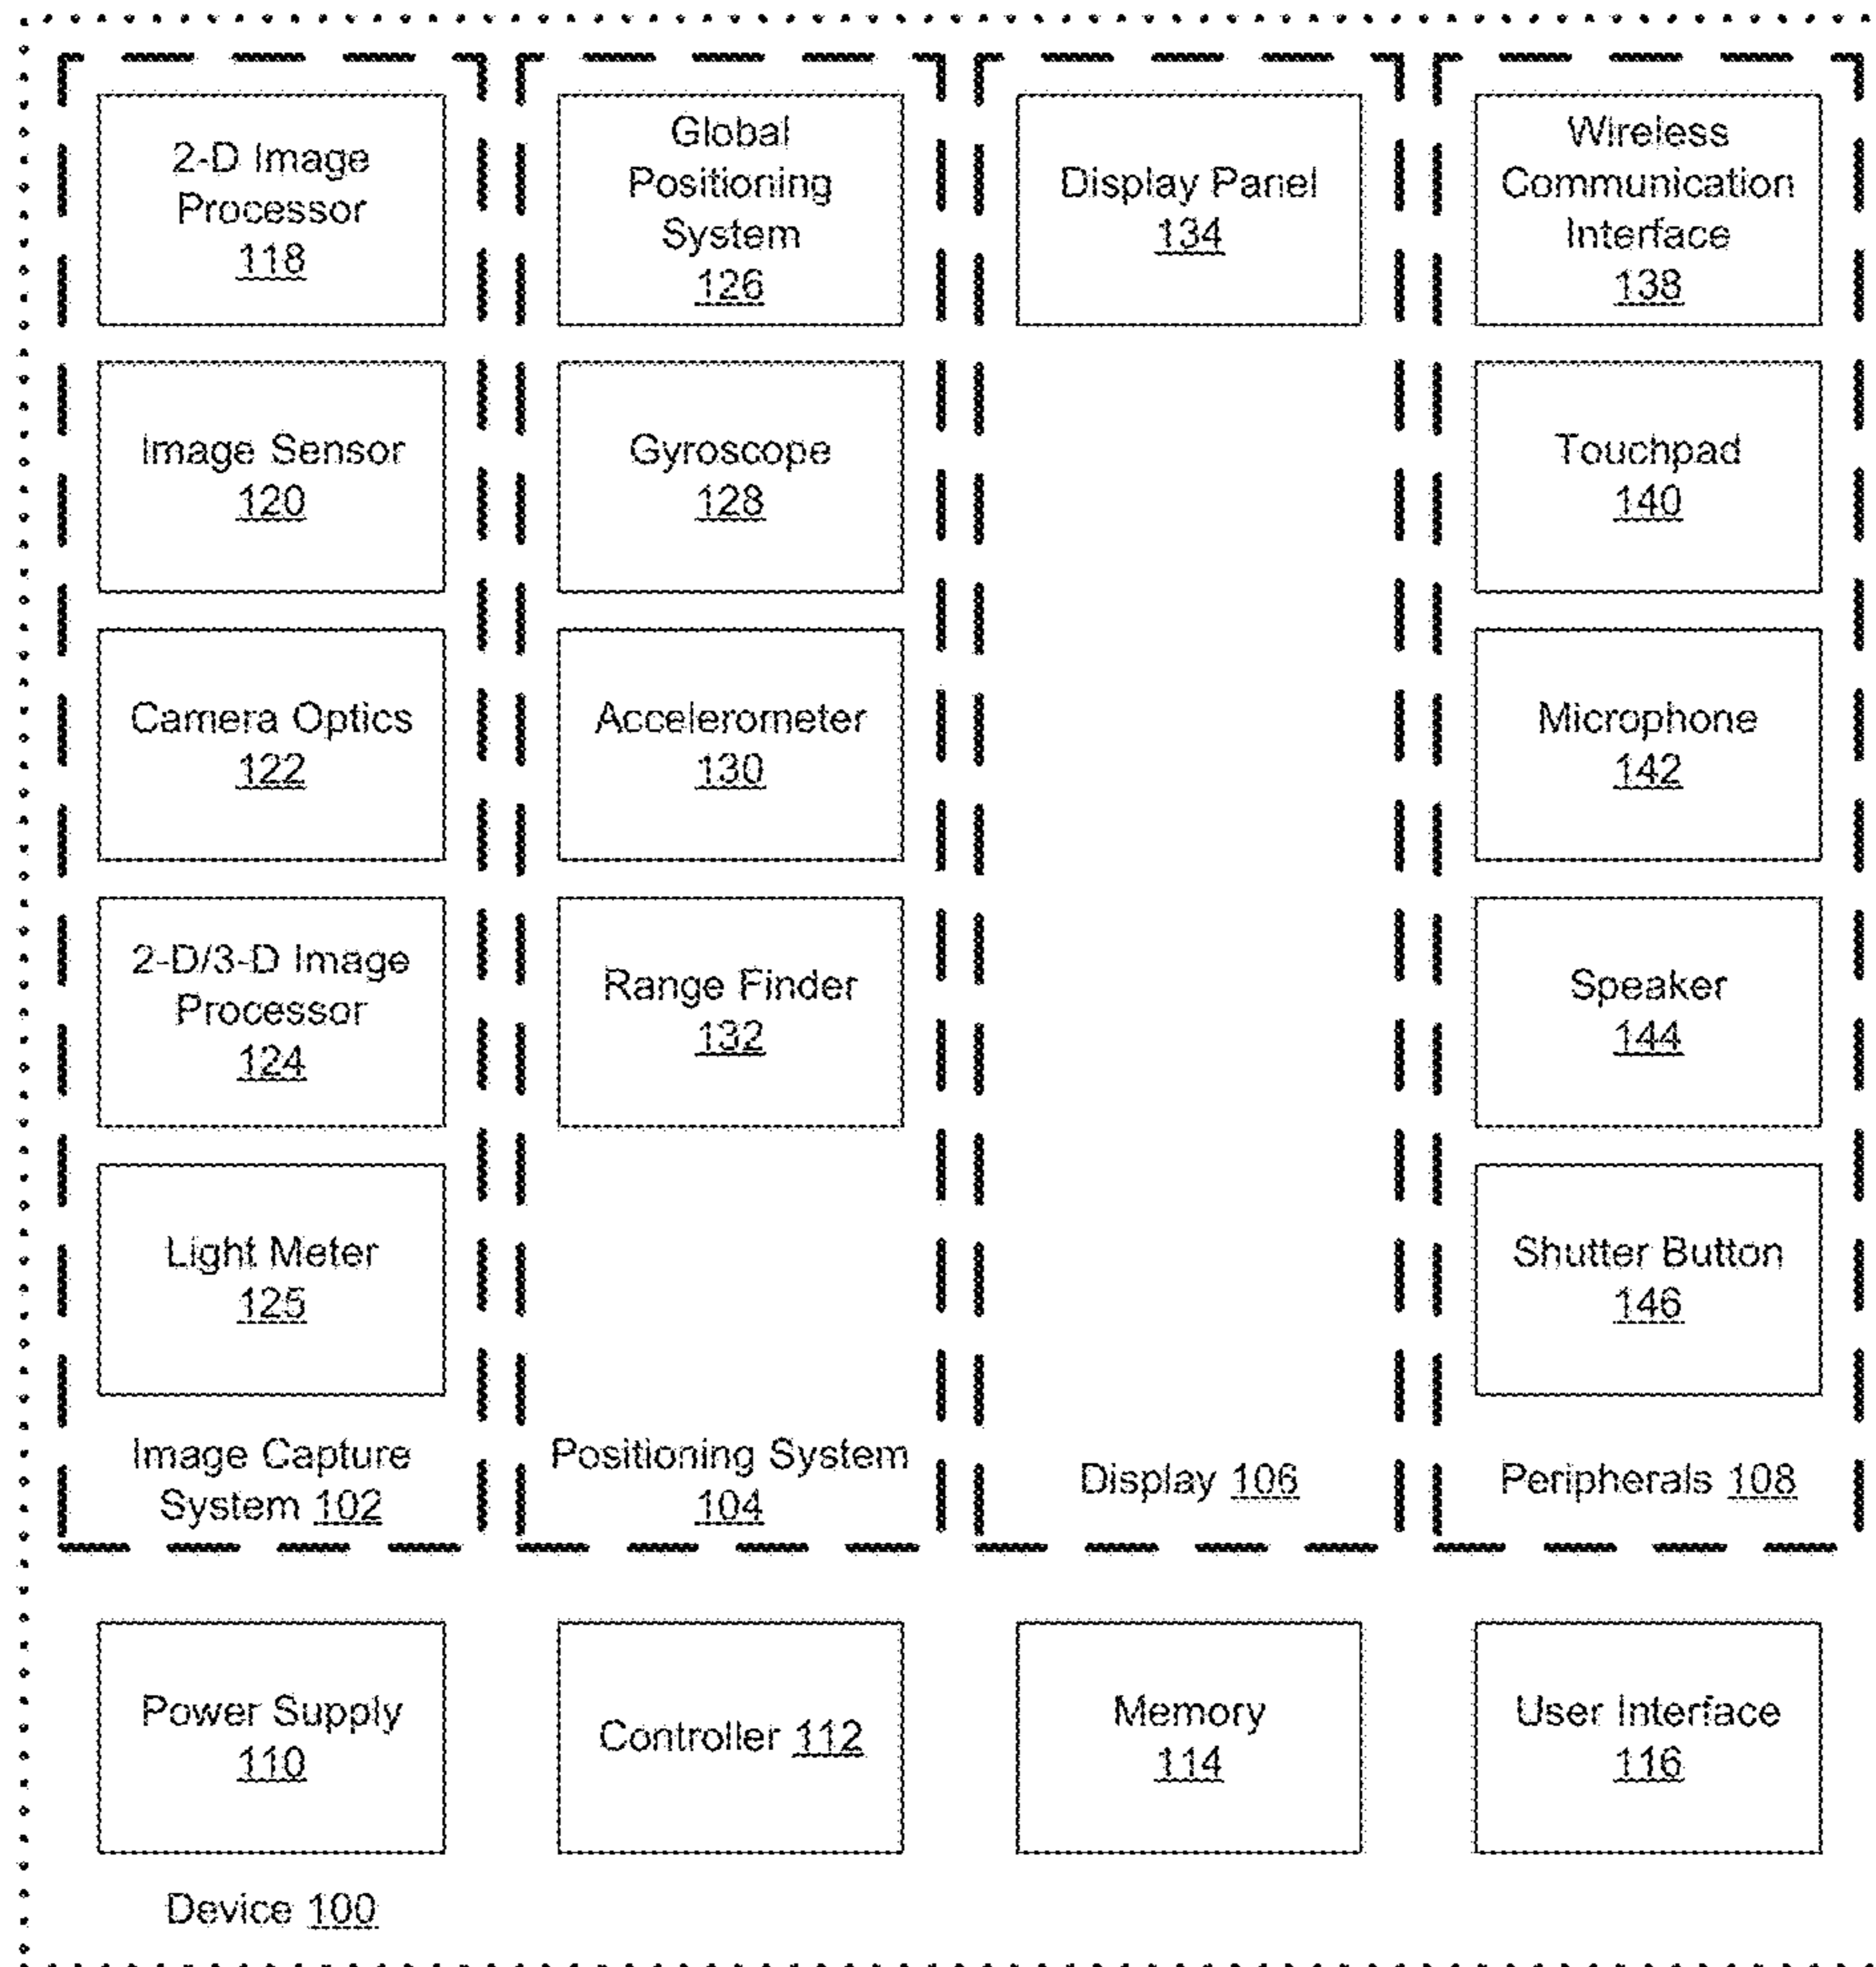 2-D Image
Processor
118
Image Sensor
120
Camera Optics
122
2-D/3-D Image
Processor
124
Light Meter
125
Image Capture
System 102
Global
Positioning
System
126
Gyroscope
128
Accelerometer
130
Range Finder
132
Positioning System
104
Display Panel
134
Display 106
Wireless
Communication
Interface
138
Touchpad
140
Microphone
142
Speaker
144
Shutter Button
146
Peripherals 108
Power Supply
110
Controller 112
Memory
114
User Interface
116
Device 100